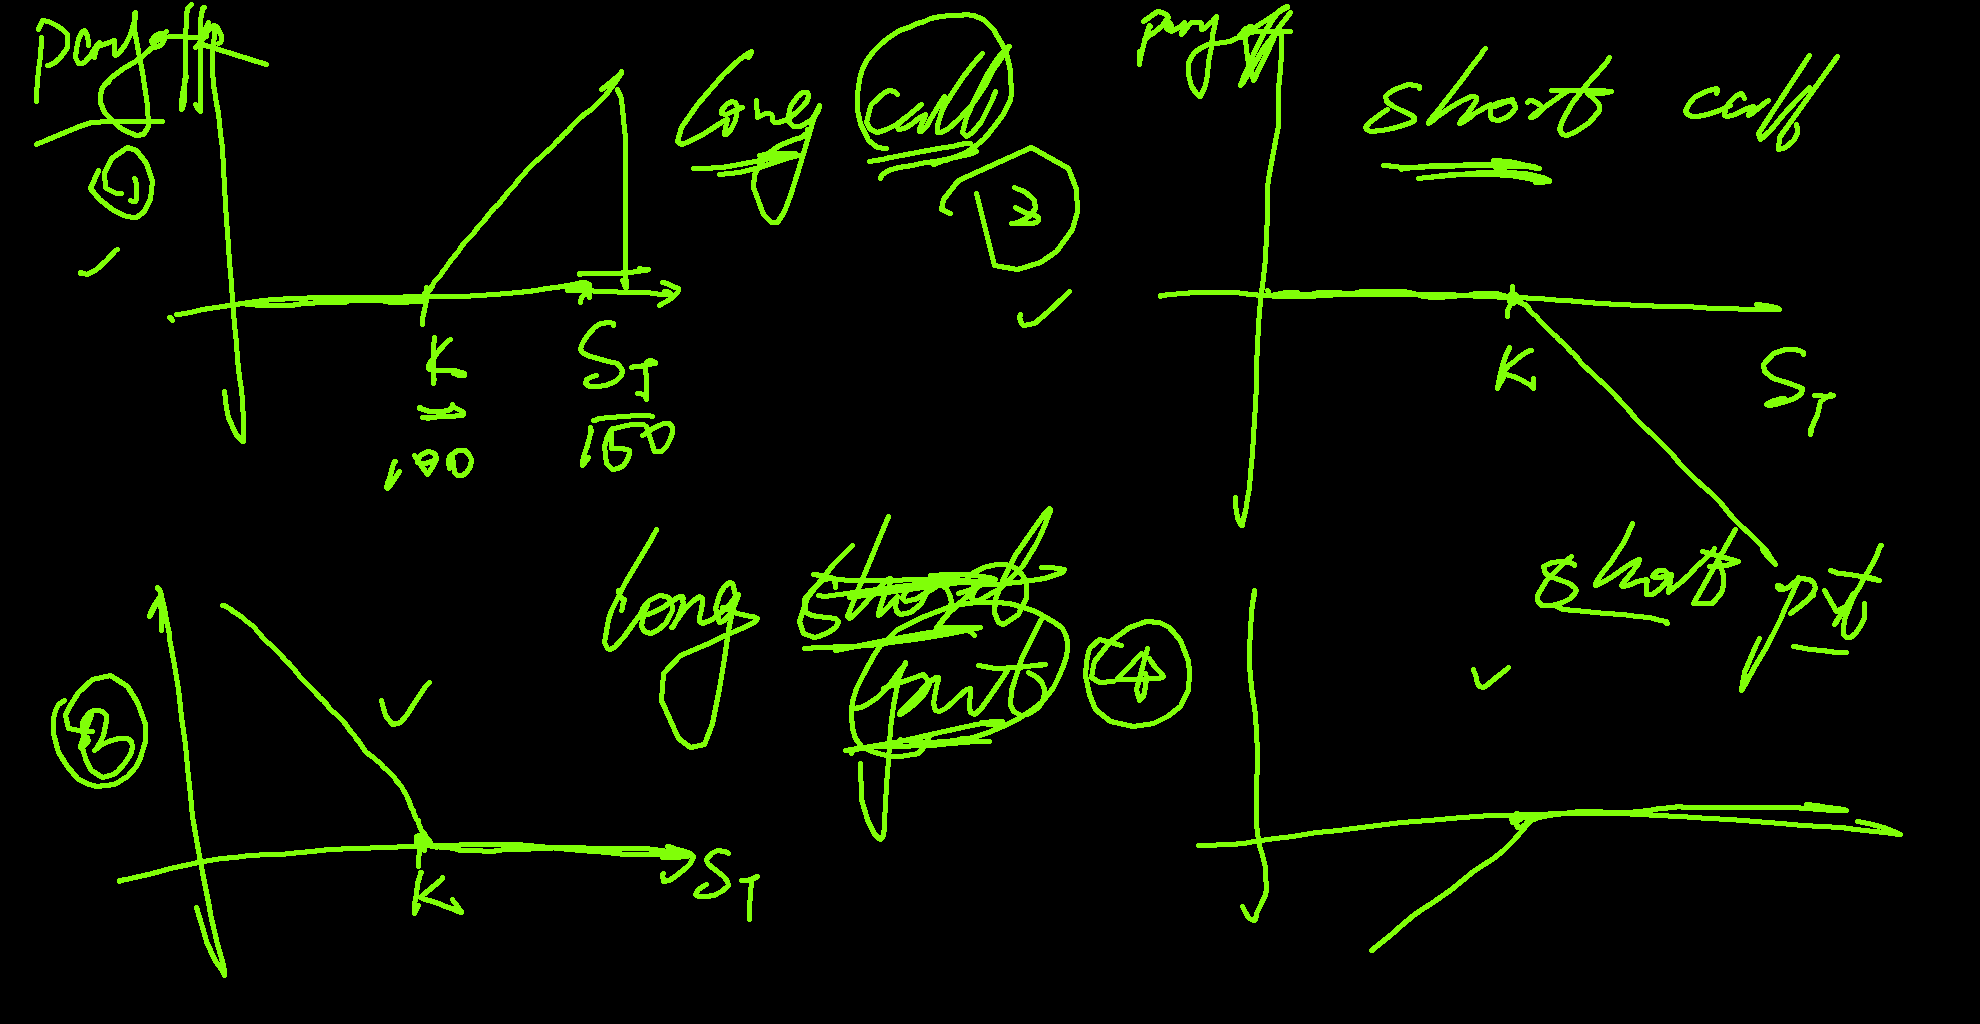 payoff
long call
①
K
S_T
100
150
payoff
short call
②
K
S_T
long short
put
③
K
S_T
short put
④